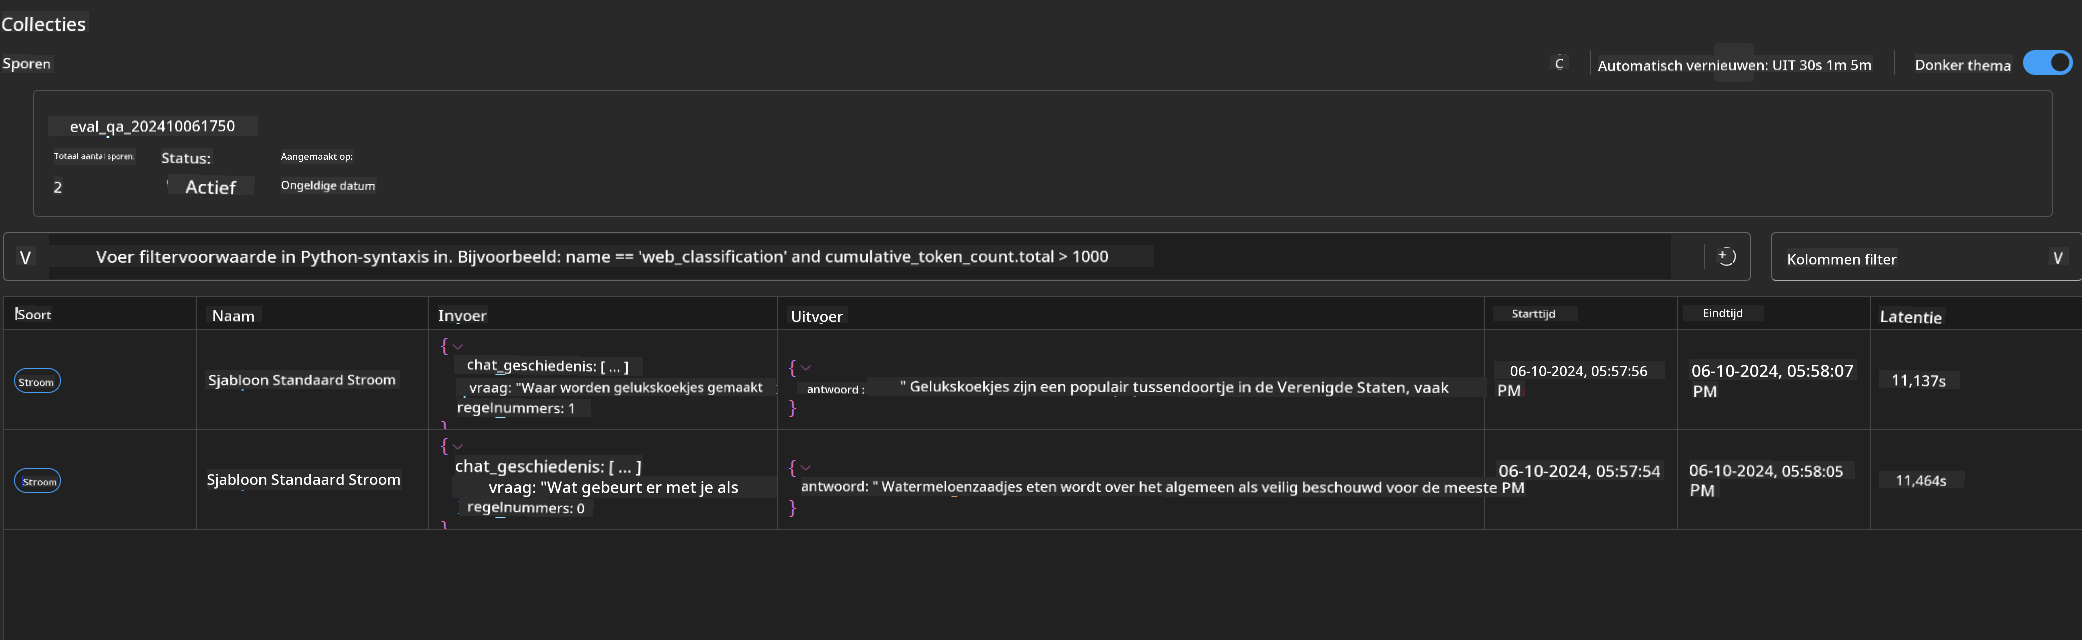 Collecties
Sporen
C
Automatisch vernieuwen: UIT 30s 1m 5m
Donker thema
eval_qa_202410061750
Totaal aantal sporen:
Status:
Aangemaakt op:
2
Actief
Ongeldige datum
V
Voer filtervoorwaarde in Python-syntaxis in. Bijvoorbeeld: name == 'web_classification' and cumulative_token_count.total > 1000
Kolommen filter
V
Soort
Naam
Invoer
Uitvoer
Starttijd
Eindtijd
Latentie
Stroom
Sjabloon Standaard Stroom
{
chat_geschiedenis: [ ... ]
vraag: "Waar worden gelukskoekjes gemaakt
regelnummers: 1
}
{
antwoord : " Gelukskoekjes zijn een populair tussendoortje in de Verenigde Staten, vaak
}
06-10-2024, 05:57:56
PM
06-10-2024, 05:58:07
PM
11,137s
Stroom
Sjabloon Standaard Stroom
{
chat_geschiedenis: [ ... ]
vraag: "Wat gebeurt er met je als
regelnummers: 0
}
{
antwoord: " Watermeloenzaadjes eten wordt over het algemeen als veilig beschouwd voor de meeste
}
06-10-2024, 05:57:54
PM
06-10-2024, 05:58:05
PM
11,464s